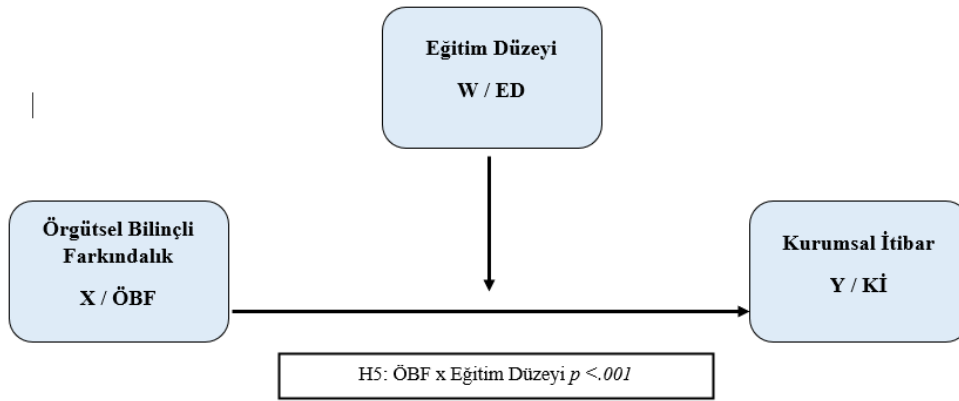 Eğitim Düzeyi
W / ED
Örgütsel Bilinçli
Farkındalık
X / ÖBF
Kurumsal İtibar
Y / Kİ
H5: ÖBF x Eğitim Düzeyi p <.001